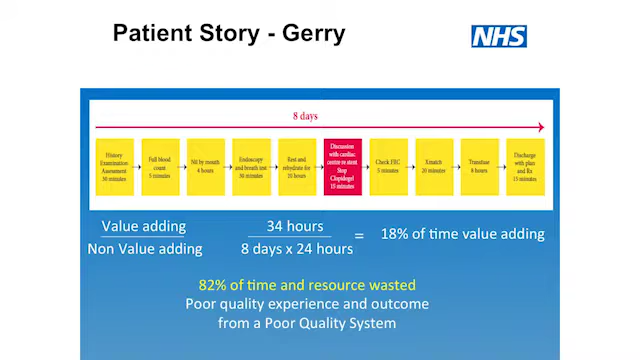 Patient Story - Gerry
NHS
8 days
History
Examination
Assessment
30 minutes
Full blood
count
5 minutes
Nil by mouth
6 hours
Endoscopy
and breath test
30 minutes
Rest and
rehydrate for
20 hours
Discussion
with cardiac
centre re stent
Stop
Clopidogel
15 minutes
Check FBC
5 minutes
Xmatch
20 minutes
Transfuse
8 hours
Discharge
with plan
and Rx
15 minutes
Value adding
Non Value adding
34 hours
8 days x 24 hours
=
18% of time value adding
82% of time and resource wasted
Poor quality experience and outcome
from a Poor Quality System